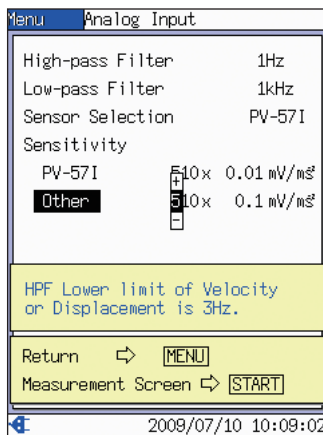 Menu Analog Input
High-pass Filter 1Hz
Low-pass Filter 1kHz
Sensor Selection PV-57I
Sensitivity
PV-57I 510x 0.01 mV/ms²
+
Other 510x 0.1 mV/ms²
-
HPF Lower limit of Velocity
or Displacement is 3Hz.
Return ⇨ MENU
Measurement Screen ⇨ START
2009/07/10 10:09:02